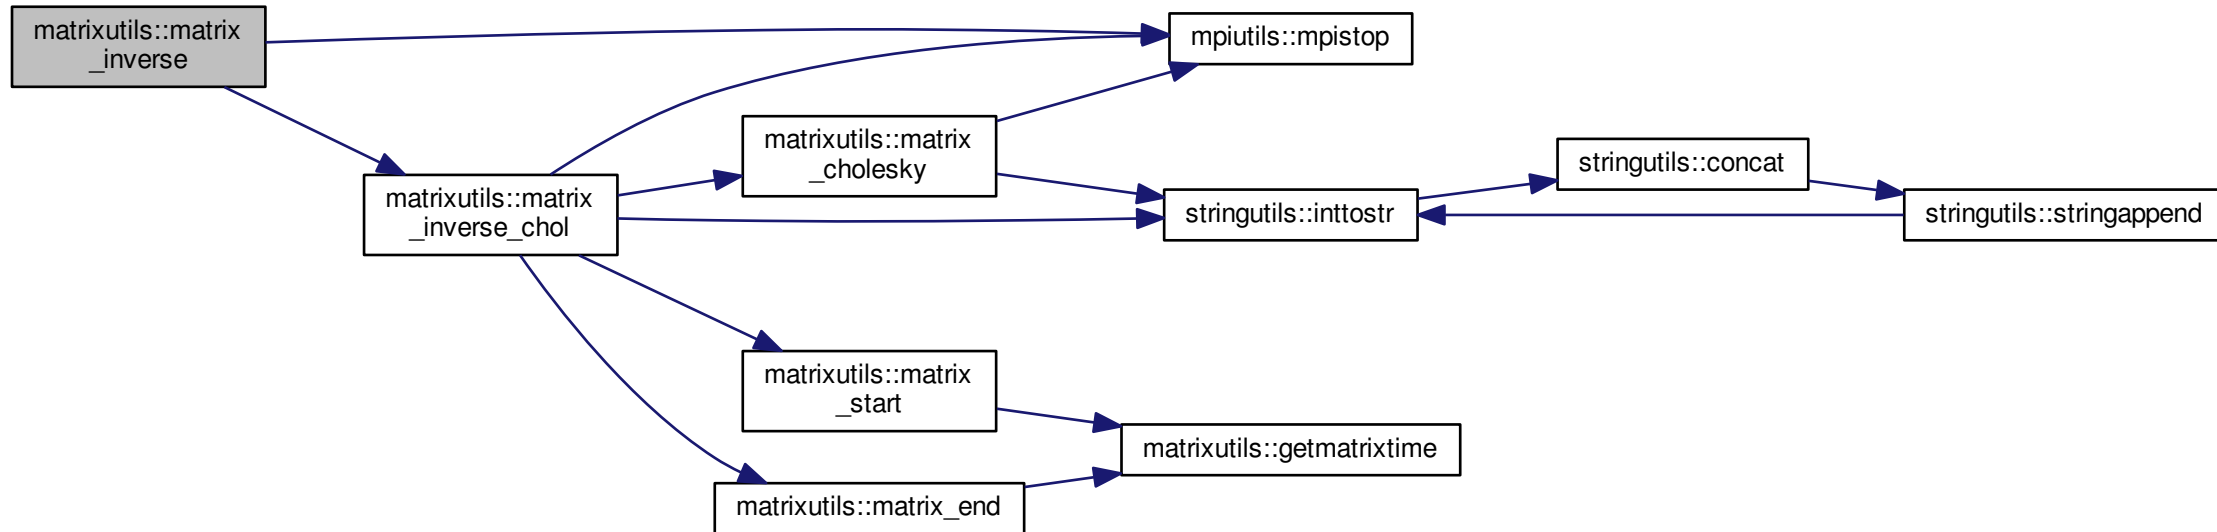 matrixutils::matrix
_inverse
mpiutils::mpistop
matrixutils::matrix
_inverse_chol
matrixutils::matrix
_cholesky
stringutils::inttostr
stringutils::concat
stringutils::stringappend
matrixutils::matrix
_start
matrixutils::getmatrixtime
matrixutils::matrix_end